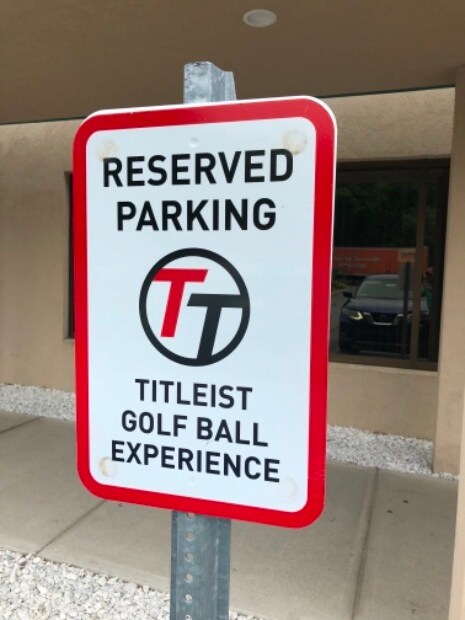 RESERVED
PARKING
TT
TITLEIST
GOLF BALL
EXPERIENCE